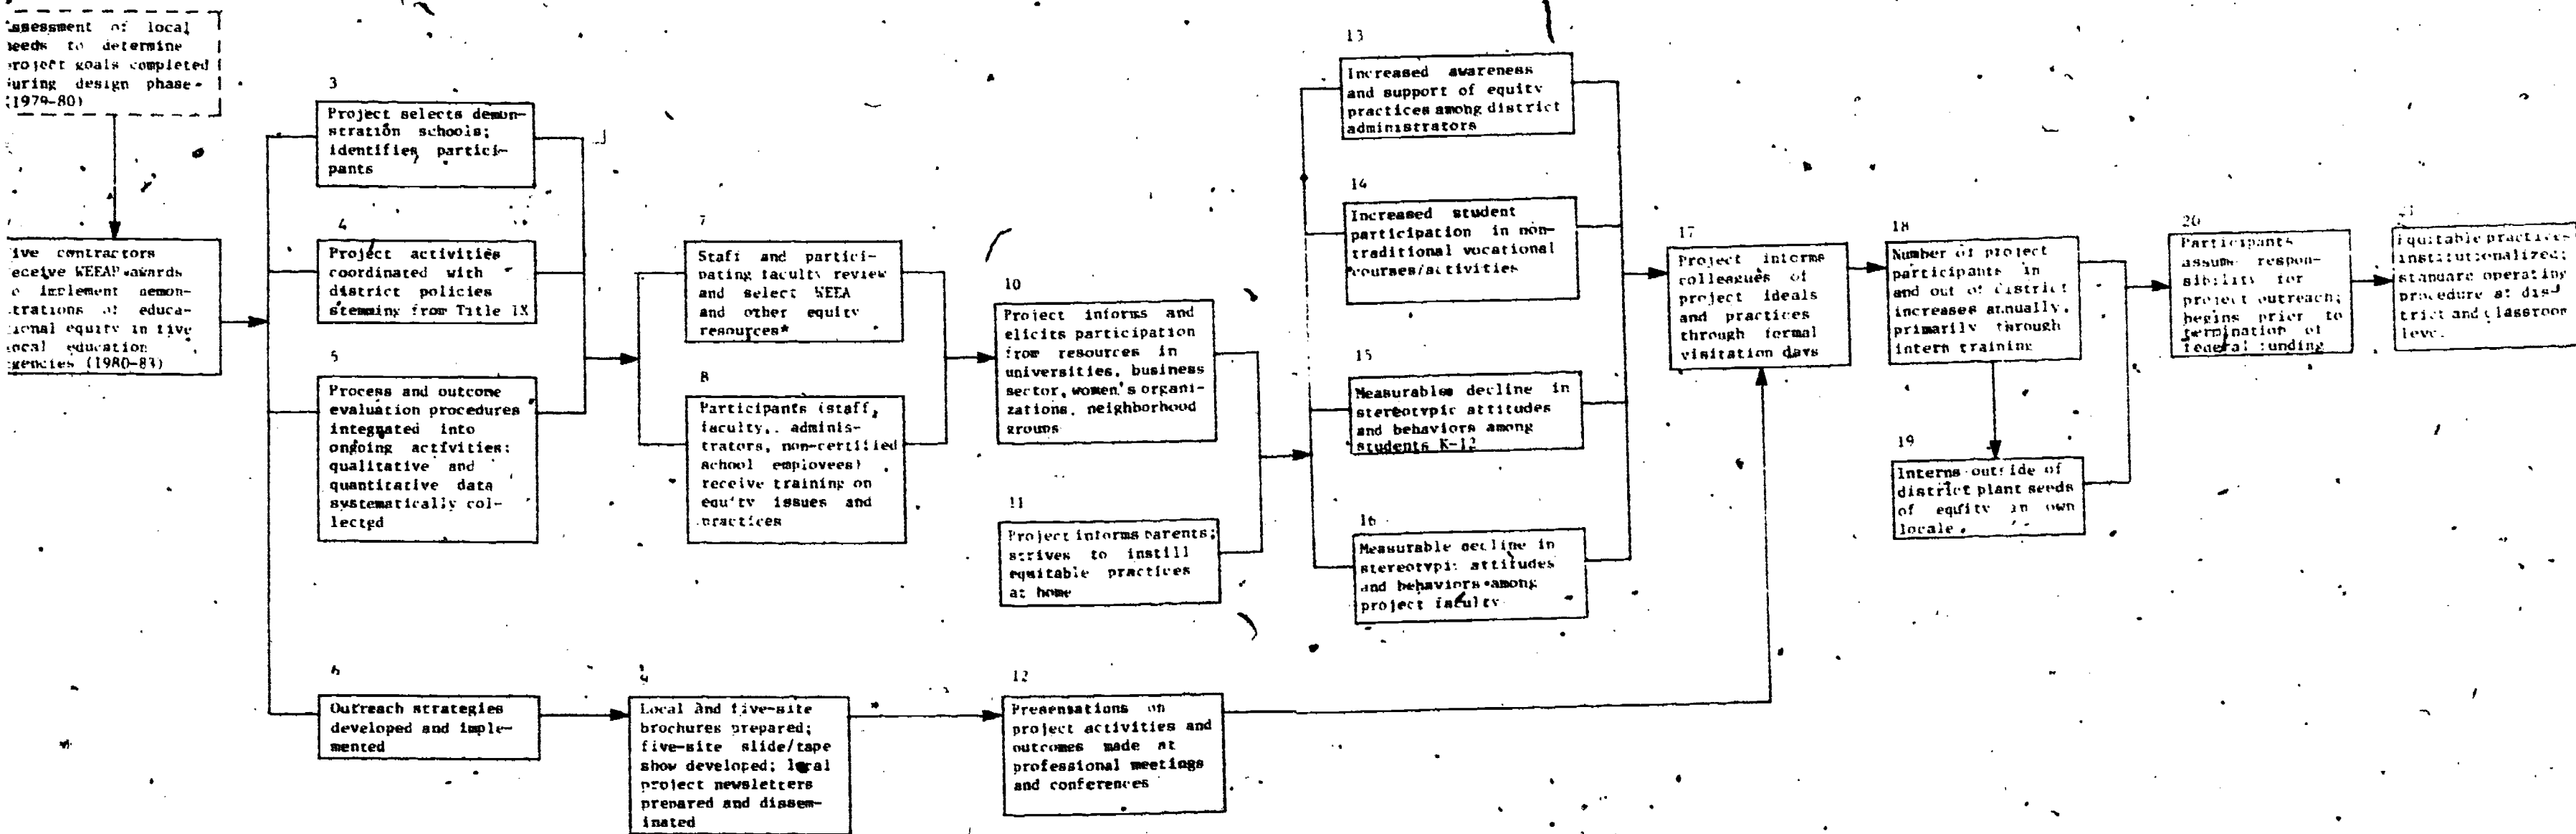 of local
needs to determine
project goals completed
during design phase
(1979-80)
contractors
awards
implement demon-
of educa-
equity in five
education
(1980-83)
3
Project selects demon-
stration schools;
identifies partici-
pants
4
Project activities
coordinated with
district policies
stemming from Title IX
5
Process and outcome
evaluation procedures
integrated into
ongoing activities:
qualitative and
quantitative data
systematically col-
lected
6
Outreach strategies
developed and imple-
mented
7
Staff and partici-
pating faculty review
and select WEEA
and other equity
resources*
8
Participants (staff,
faculty, adminis-
trators, non-certified
school employees)
receive training on
equity issues and
practices
9
Local and five-site
brochures prepared;
five-site slide/tape
show developed; local
project newsletters
prepared and dissem-
inated
10
Project informs and
elicits participation
from resources in
universities, business
sector, women's organi-
zations, neighborhood
groups
11
Project informs parents;
strives to instill
equitable practices
at home
12
Presentations on
project activities and
outcomes made at
professional meetings
and conferences
13
Increased awareness
and support of equity
practices among district
administrators
14
Increased student
participation in non-
traditional vocational
courses/activities
15
Measurable decline in
stereotypic attitudes
and behaviors among
students K-12
16
Measurable decline in
stereotypic attitudes
and behaviors among
project faculty
17
Project informs
colleagues of
project ideals
and practices
through formal
visitation days
18
Number of project
participants in
and out of district
increases annually,
primarily through
intern training
19
Interns outside of
district plant seeds
of equity in own
locale.
20
Participants
assume respon-
sibility for
project outreach;
begins prior to
termination of
federal funding
21
Equitable practices
institutionalized;
standard operating
procedure at dis-
trict and classroom
level.